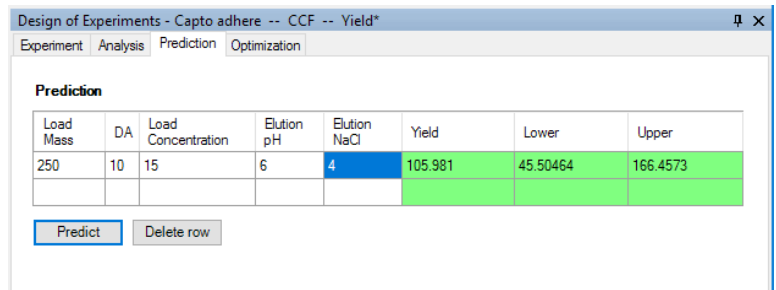 Design of Experiments - Capto adhere -- CCF -- Yield*
Experiment Analysis Prediction Optimization
Prediction
Load Mass DA Load Concentration Elution pH Elution NaCl Yield Lower Upper
250 10 15 6 4 105.981 45.50464 166.4573
Predict Delete row